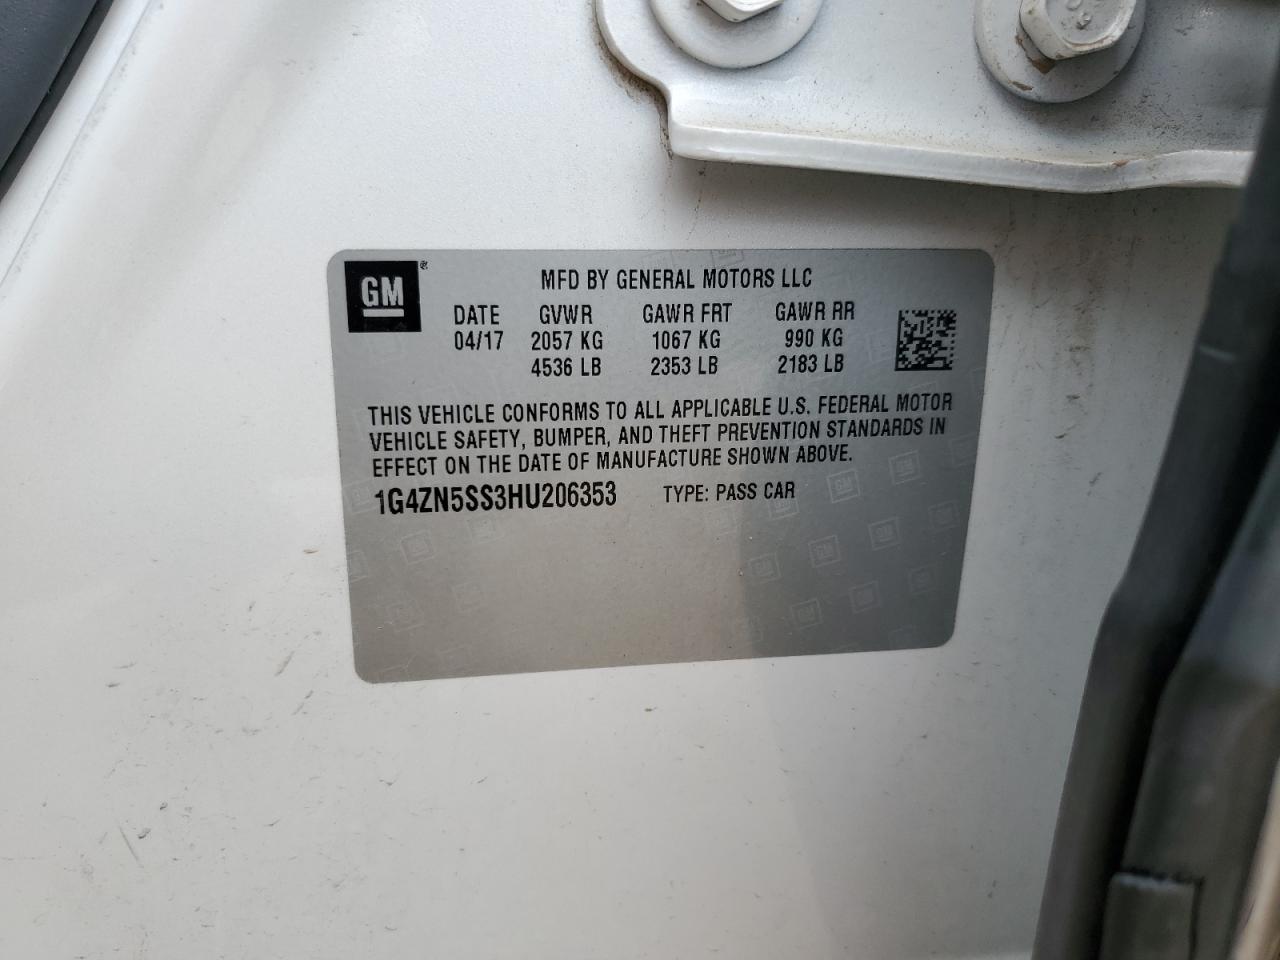 GM ® MFD BY GENERAL MOTORS LLC
DATE GVWR GAWR FRT GAWR RR
04/17 2057 KG 1067 KG 990 KG
4536 LB 2353 LB 2183 LB
THIS VEHICLE CONFORMS TO ALL APPLICABLE U.S. FEDERAL MOTOR
VEHICLE SAFETY, BUMPER, AND THEFT PREVENTION STANDARDS IN
EFFECT ON THE DATE OF MANUFACTURE SHOWN ABOVE.
1G4ZN5SS3HU206353 TYPE: PASS CAR